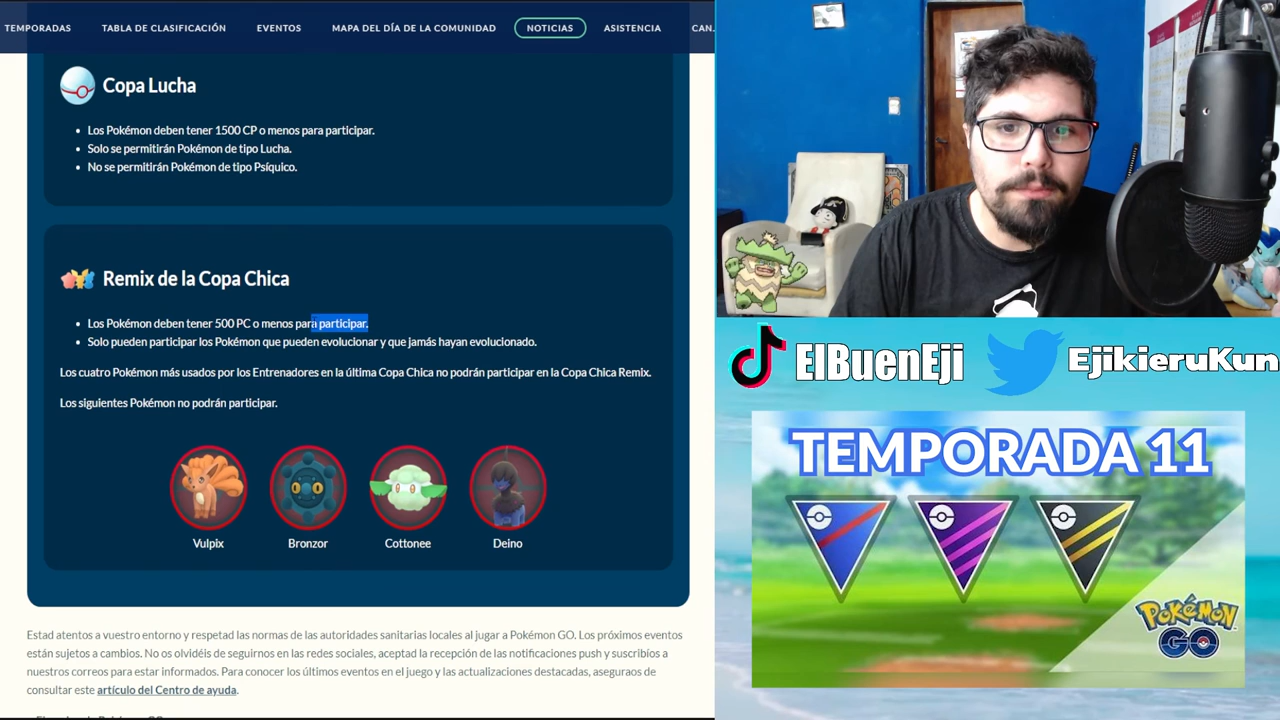 TEMPORADAS TABLA DE CLASIFICACIÓN EVENTOS MAPA DEL DÍA DE LA COMUNIDAD NOTICIAS ASISTENCIA CAN.
Copa Lucha
Los Pokémon deben tener 1500 CP o menos para participar.
Solo se permitirán Pokémon de tipo Lucha.
No se permitirán Pokémon de tipo Psíquico.
Remix de la Copa Chica
Los Pokémon deben tener 500 PC o menos para participar.
Solo pueden participar los Pokémon que pueden evolucionar y que jamás hayan evolucionado.
Los cuatro Pokémon más usados por los Entrenadores en la última Copa Chica no podrán participar en la Copa Chica Remix.
Los siguientes Pokémon no podrán participar.
Vulpix Bronzor Cottonee Deino
Estad atentos a vuestro entorno y respetad las normas de las autoridades sanitarias locales al jugar a Pokémon GO. Los próximos eventos
están sujetos a cambios. No os olvidéis de seguirnos en las redes sociales, aceptad la recepción de las notificaciones push y suscribíos a
nuestros correos para estar informados. Para conocer los últimos eventos en el juego y las actualizaciones destacadas, aseguraos de
consultar este artículo del Centro de ayuda.
ElBuenEji EjikieruKun
TEMPORADA 11
POKéMON
GO